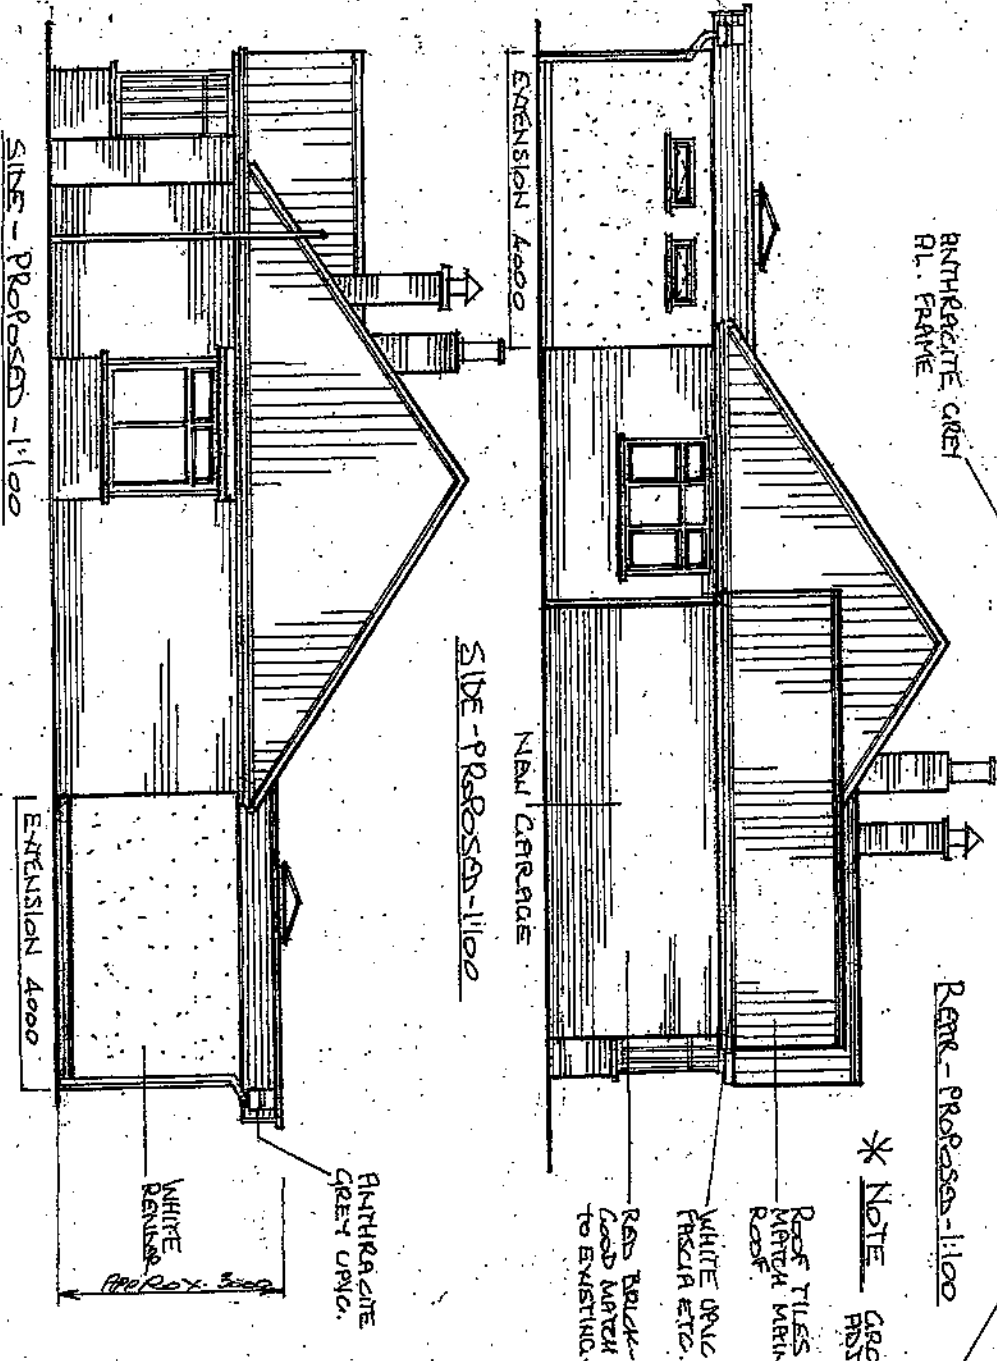 ANTHRACITE GREY
AL. FRAME
REAR - PROPOSED - 1:100
* NOTE
EXTENSION 4000
ROOF TILES
MATCH MAIN
ROOF.
WHITE UPVC
FASCIA ETC.
RED BRICK -
GOOD MATCH
TO EXISTING.
NEW GARAGE
SIDE - PROPOSED - 1:100
ANTHRACITE
GREY UPVC.
WHITE
RENDER
APPROX. 3000
EXTENSION 4000
SIDE - PROPOSED - 1:100